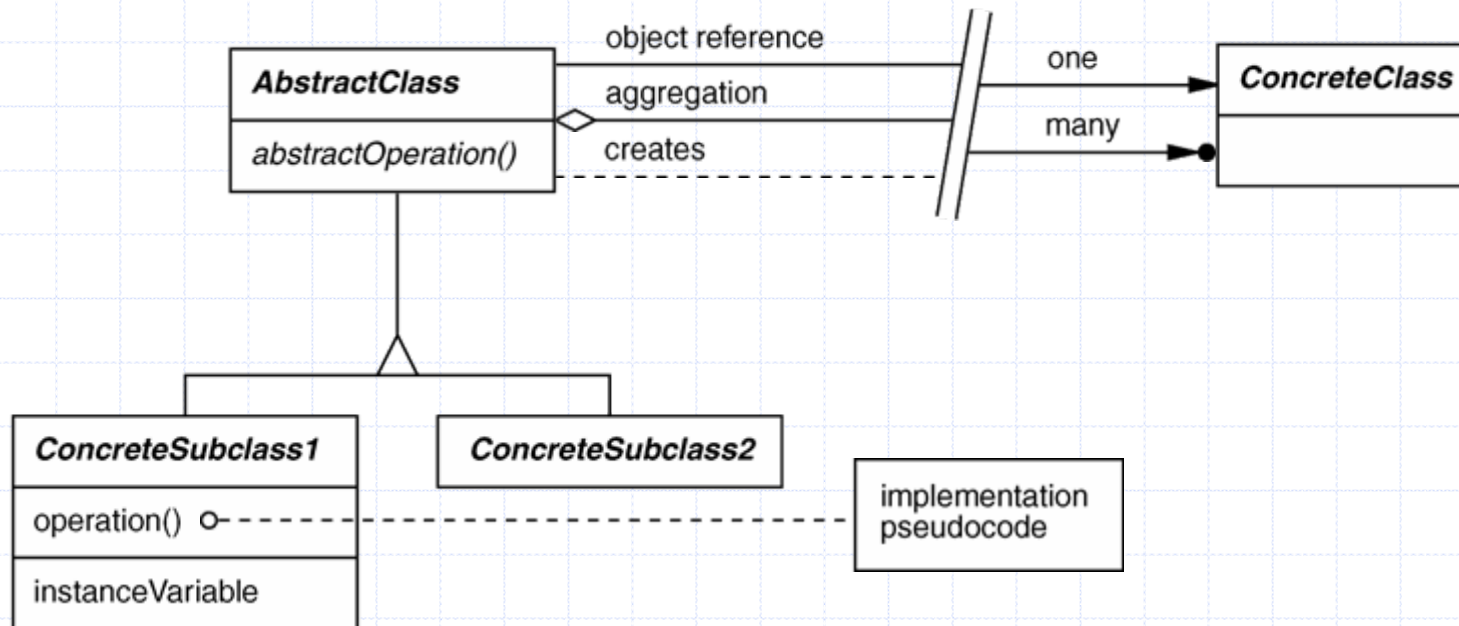 object reference
one
AbstractClass
ConcreteClass
aggregation
many
abstractOperation()
creates
ConcreteSubclass1
ConcreteSubclass2
implementation
pseudocode
operation()
instanceVariable